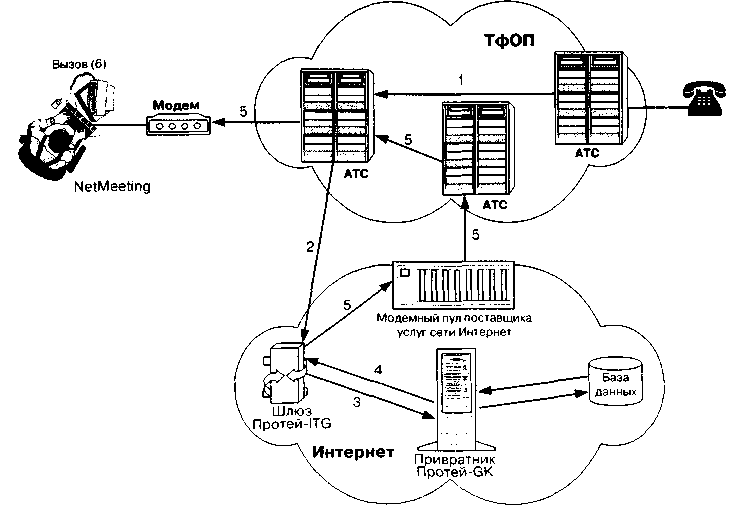 ТфОП
Вызов (6)
Модем
1
5
5
АТС
АТС
АТС
NetMeeting
2
5
5
Модемный пул поставщика
услуг сети Интернет
4
3
База
данных
Шлюз
Протей-ITG
Интернет
Привратник
Протей-GK